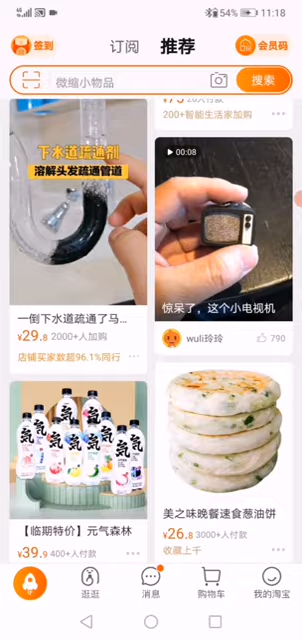 54% 11:18
签到
订阅 推荐
会员码
微缩小物品
搜索
200+智能生活家加购
下水道疏通剂
溶解头发疏通管道
一倒下水道疏通了马...
¥29.8 2000+人加购
店铺买家数超96.1%同行
00:08
惊呆了，这个小电视机
wuli玲玲
790
【临期特价】元气森林
¥39.9 400+人付款
美之味晚餐速食葱油饼
¥26.8 3000+人付款
收藏上千
逛逛
消息
购物车
我的淘宝